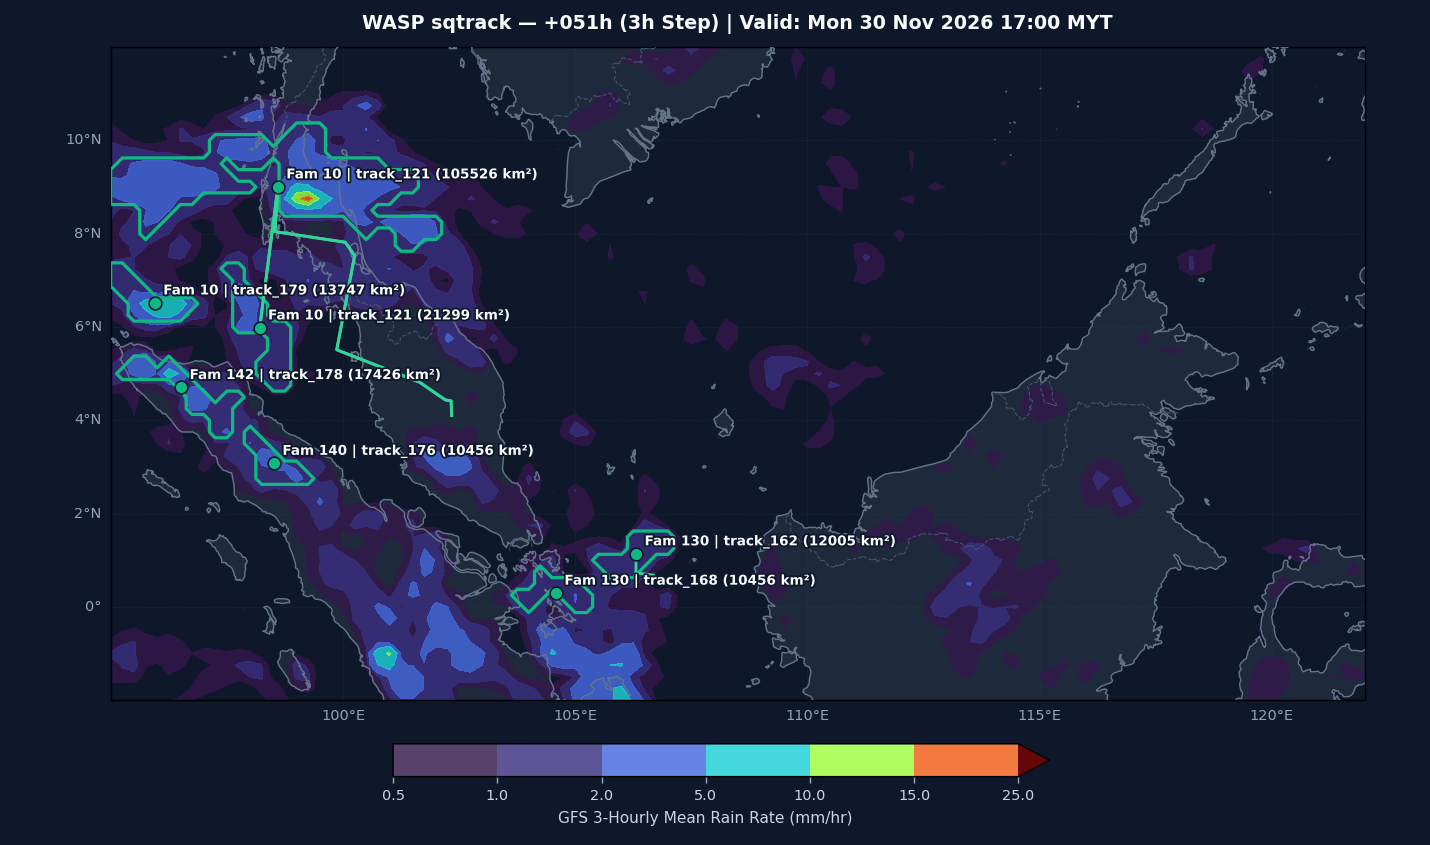 WASP sqtrack — +051h (3h Step) | Valid: Mon 30 Nov 2026 17:00 MYT
10°N
8°N
6°N
4°N
2°N
0°
Fam 10 | track_121 (105526 km²)
Fam 10 | track_179 (13747 km²)
Fam 10 | track_121 (21299 km²)
Fam 142 | track_178 (17426 km²)
Fam 140 | track_176 (10456 km²)
Fam 130 | track_162 (12005 km²)
Fam 130 | track_168 (10456 km²)
100°E 105°E 110°E 115°E 120°E
0.5 1.0 2.0 5.0 10.0 15.0 25.0
GFS 3-Hourly Mean Rain Rate (mm/hr)